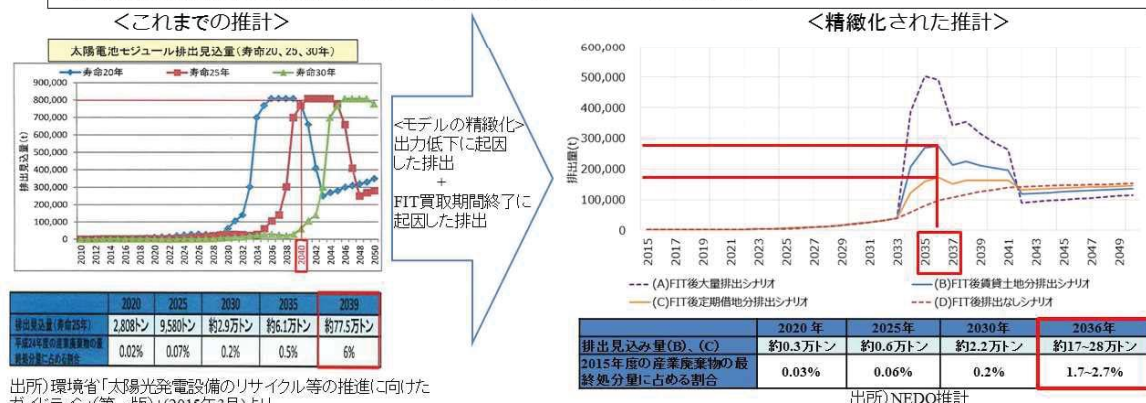 <これまでの推計>
太陽電池モジュール排出見込量(寿命20、25、30年)
寿命20年 寿命25年 寿命30年
排出見込量(t)
900,000
800,000
700,000
600,000
500,000
400,000
300,000
200,000
100,000
0
2010 2012 2014 2016 2018 2020 2022 2024 2026 2028 2030 2032 2034 2036 2038 2040 2042 2044 2046 2048 2050
2020 2025 2030 2035 2039
排出見込量(寿命25年) 2,808トン 9,580トン 約2.9万トン 約6.1万トン 約77.5万トン
平成24年度の産業廃棄物の最終処分量に占める割合 0.02% 0.07% 0.2% 0.5% 6%
出所)環境省「太陽光発電設備のリサイクル等の推進に向けた
<モデルの精緻化>
出力低下に起因
した排出
+
FIT買取期間終了に
起因した排出
<精緻化された推計>
排出量(t)
600,000
500,000
400,000
300,000
200,000
100,000
0
2015 2017 2019 2021 2023 2025 2027 2029 2031 2033 2035 2037 2039 2041 2043 2045 2047 2049
(A)FIT後大量排出シナリオ (B)FIT後賃貸土地分排出シナリオ
(C)FIT後定期借地分排出シナリオ (D)FIT後排出なしシナリオ
2020年 2025年 2030年 2036年
排出見込み量(B)、(C) 約0.3万トン 約0.6万トン 約2.2万トン 約17~28万トン
2015年度の産業廃棄物の最
終処分量に占める割合 0.03% 0.06% 0.2% 1.7~2.7%
出所)NEDO推計